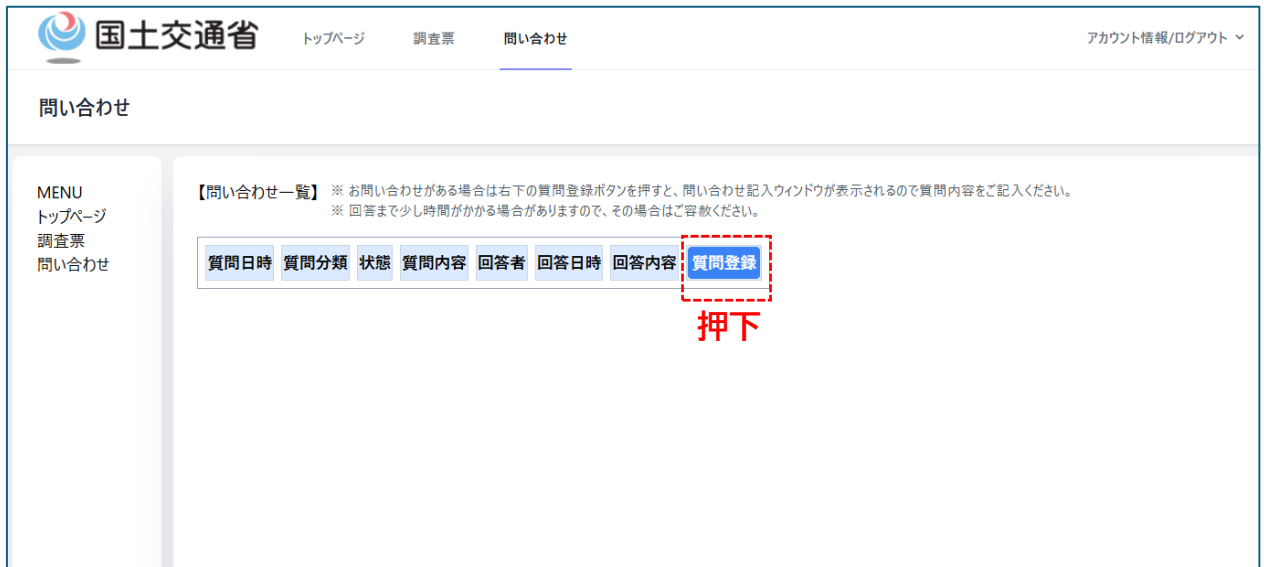 国土交通省 トップページ 調査票 問い合わせ アカウント情報/ログアウト
問い合わせ
MENU
トップページ
調査票
問い合わせ
【問い合わせ一覧】 ※ お問い合わせがある場合は右下の質問登録ボタンを押すと、問い合わせ記入ウィンドウが表示されるので質問内容をご記入ください。
※ 回答まで少し時間がかかる場合がありますので、その場合はご容赦ください。
質問日時 質問分類 状態 質問内容 回答者 回答日時 回答内容 質問登録
押下